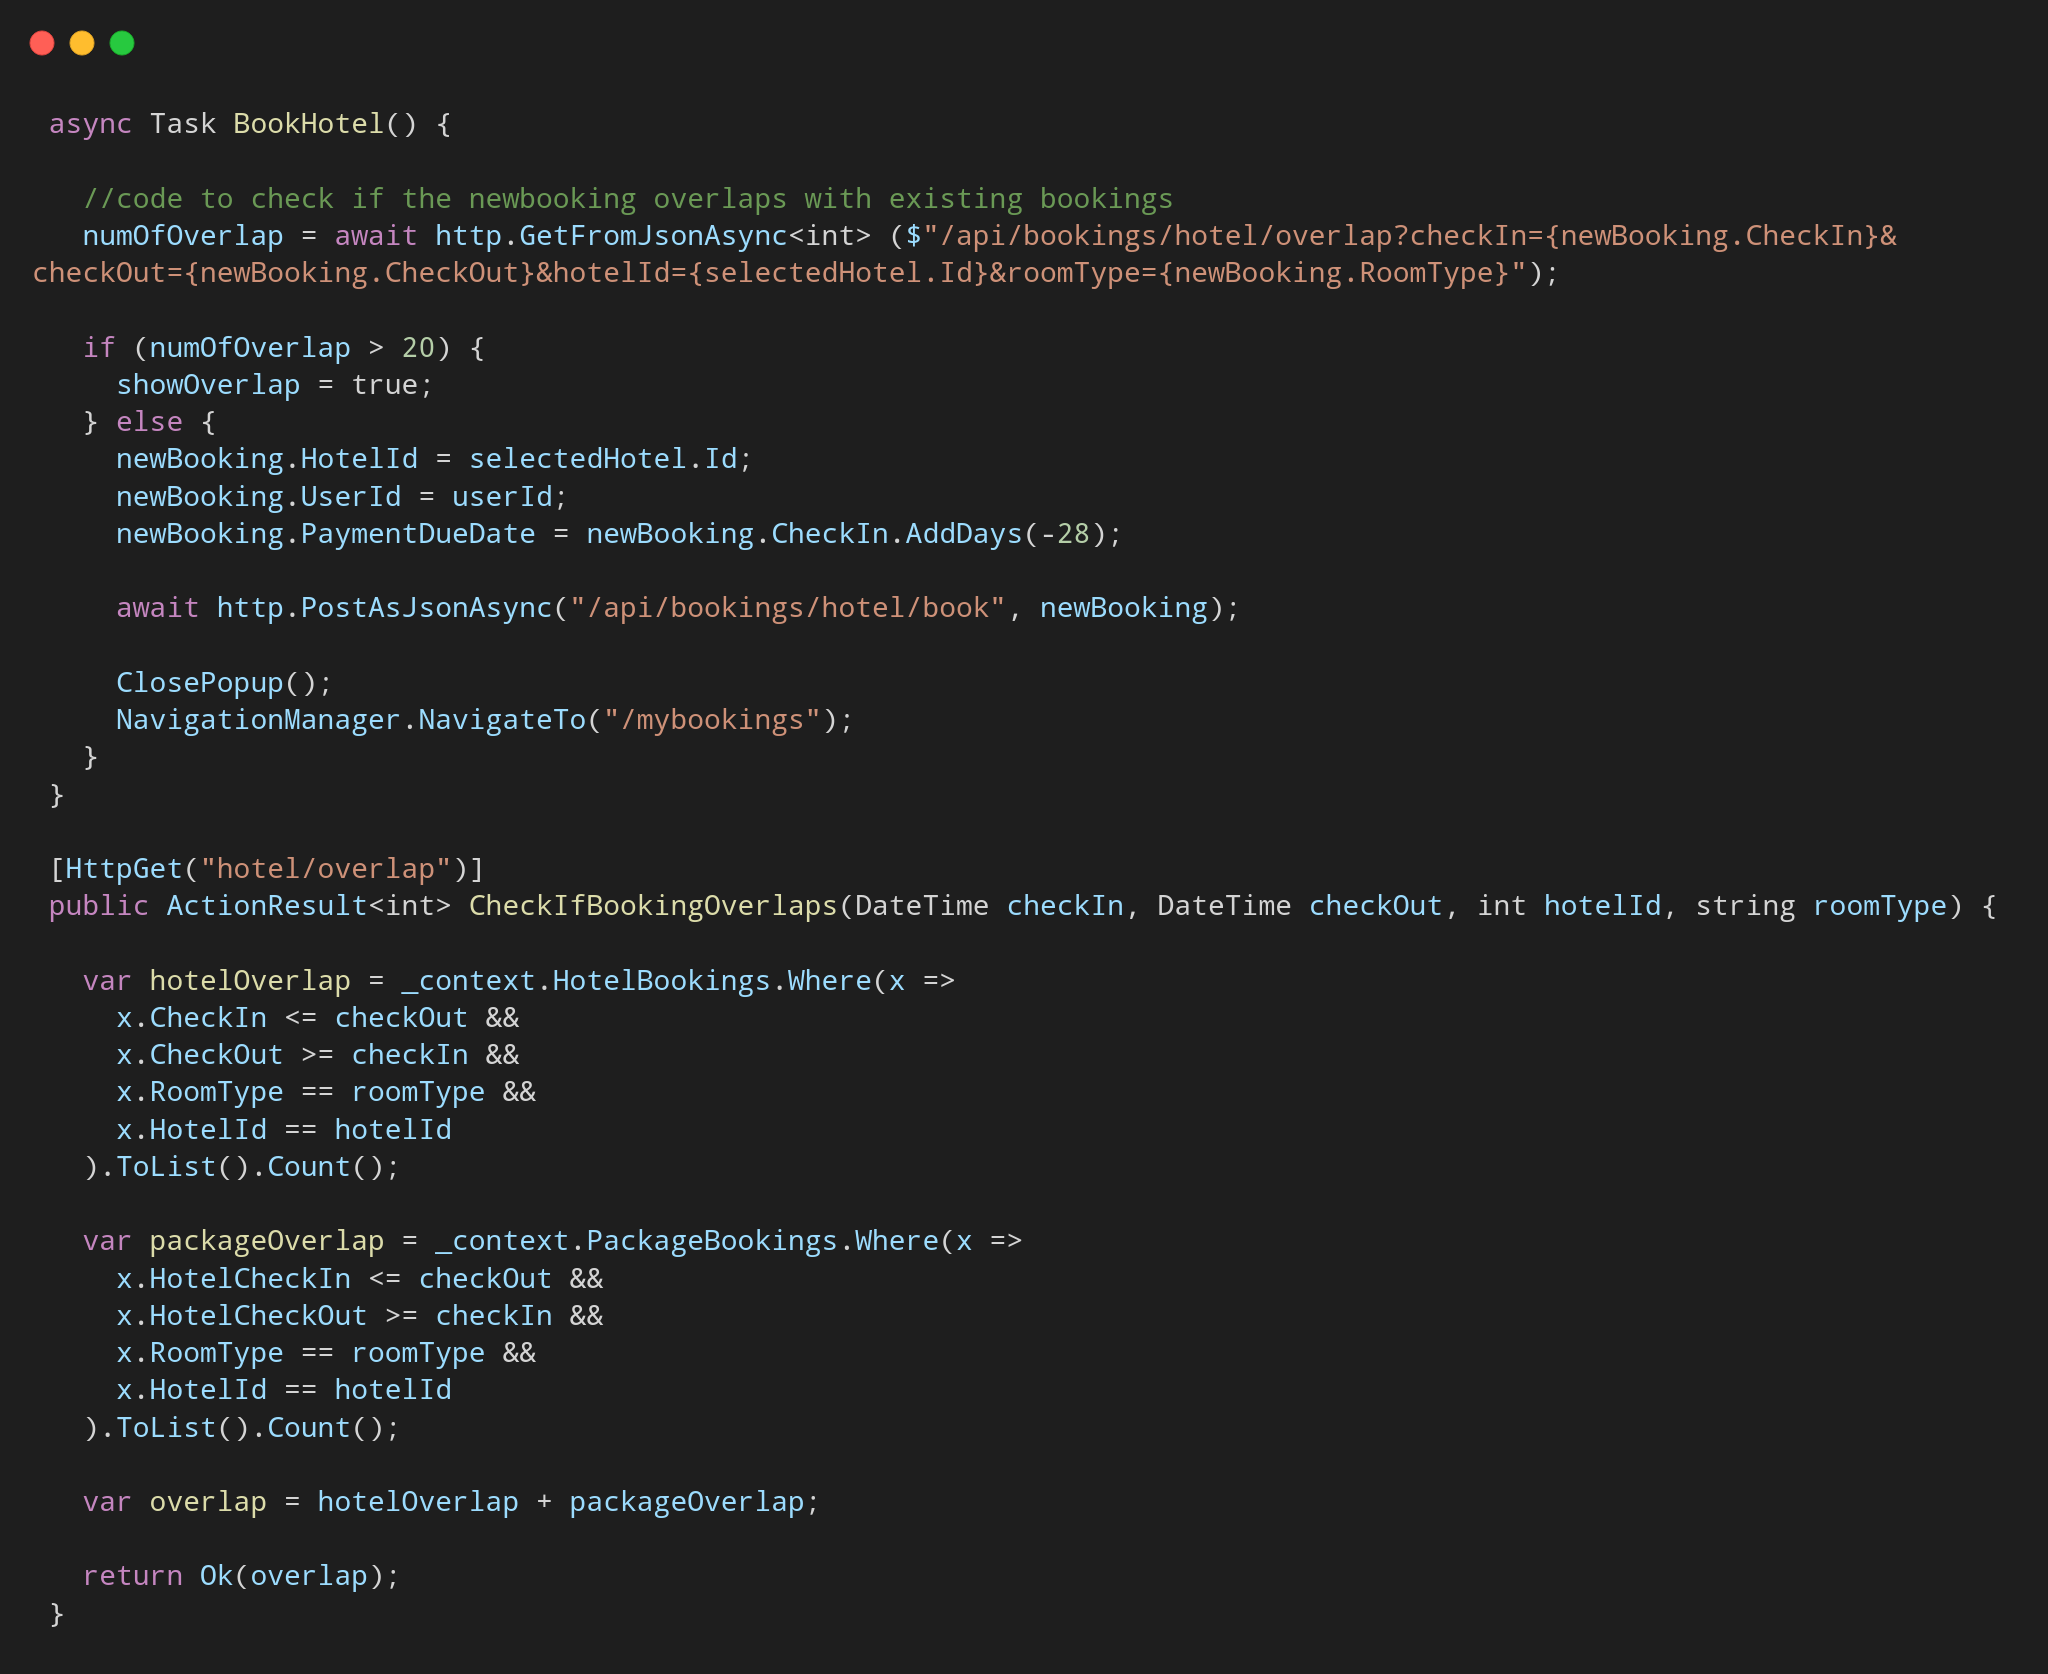 async Task BookHotel() {
//code to check if the newbooking overlaps with existing bookings
numOfOverlap = await http.GetFromJsonAsync<int> ($"/api/bookings/hotel/overlap?checkIn={newBooking.CheckIn}&
checkOut={newBooking.CheckOut}&hotelId={selectedHotel.Id}&roomType={newBooking.RoomType}");
if (numOfOverlap > 20) {
showOverlap = true;
} else {
newBooking.HotelId = selectedHotel.Id;
newBooking.UserId = userId;
newBooking.PaymentDueDate = newBooking.CheckIn.AddDays(-28);
await http.PostAsJsonAsync("/api/bookings/hotel/book", newBooking);
ClosePopup();
NavigationManager.NavigateTo("/mybookings");
}
}
[HttpGet("hotel/overlap")]
public ActionResult<int> CheckIfBookingOverlaps(DateTime checkIn, DateTime checkOut, int hotelId, string roomType) {
var hotelOverlap = _context.HotelBookings.Where(x =>
x.CheckIn <= checkOut &&
x.CheckOut >= checkIn &&
x.RoomType == roomType &&
x.HotelId == hotelId
).ToList().Count();
var packageOverlap = _context.PackageBookings.Where(x =>
x.HotelCheckIn <= checkOut &&
x.HotelCheckOut >= checkIn &&
x.RoomType == roomType &&
x.HotelId == hotelId
).ToList().Count();
var overlap = hotelOverlap + packageOverlap;
return Ok(overlap);
}